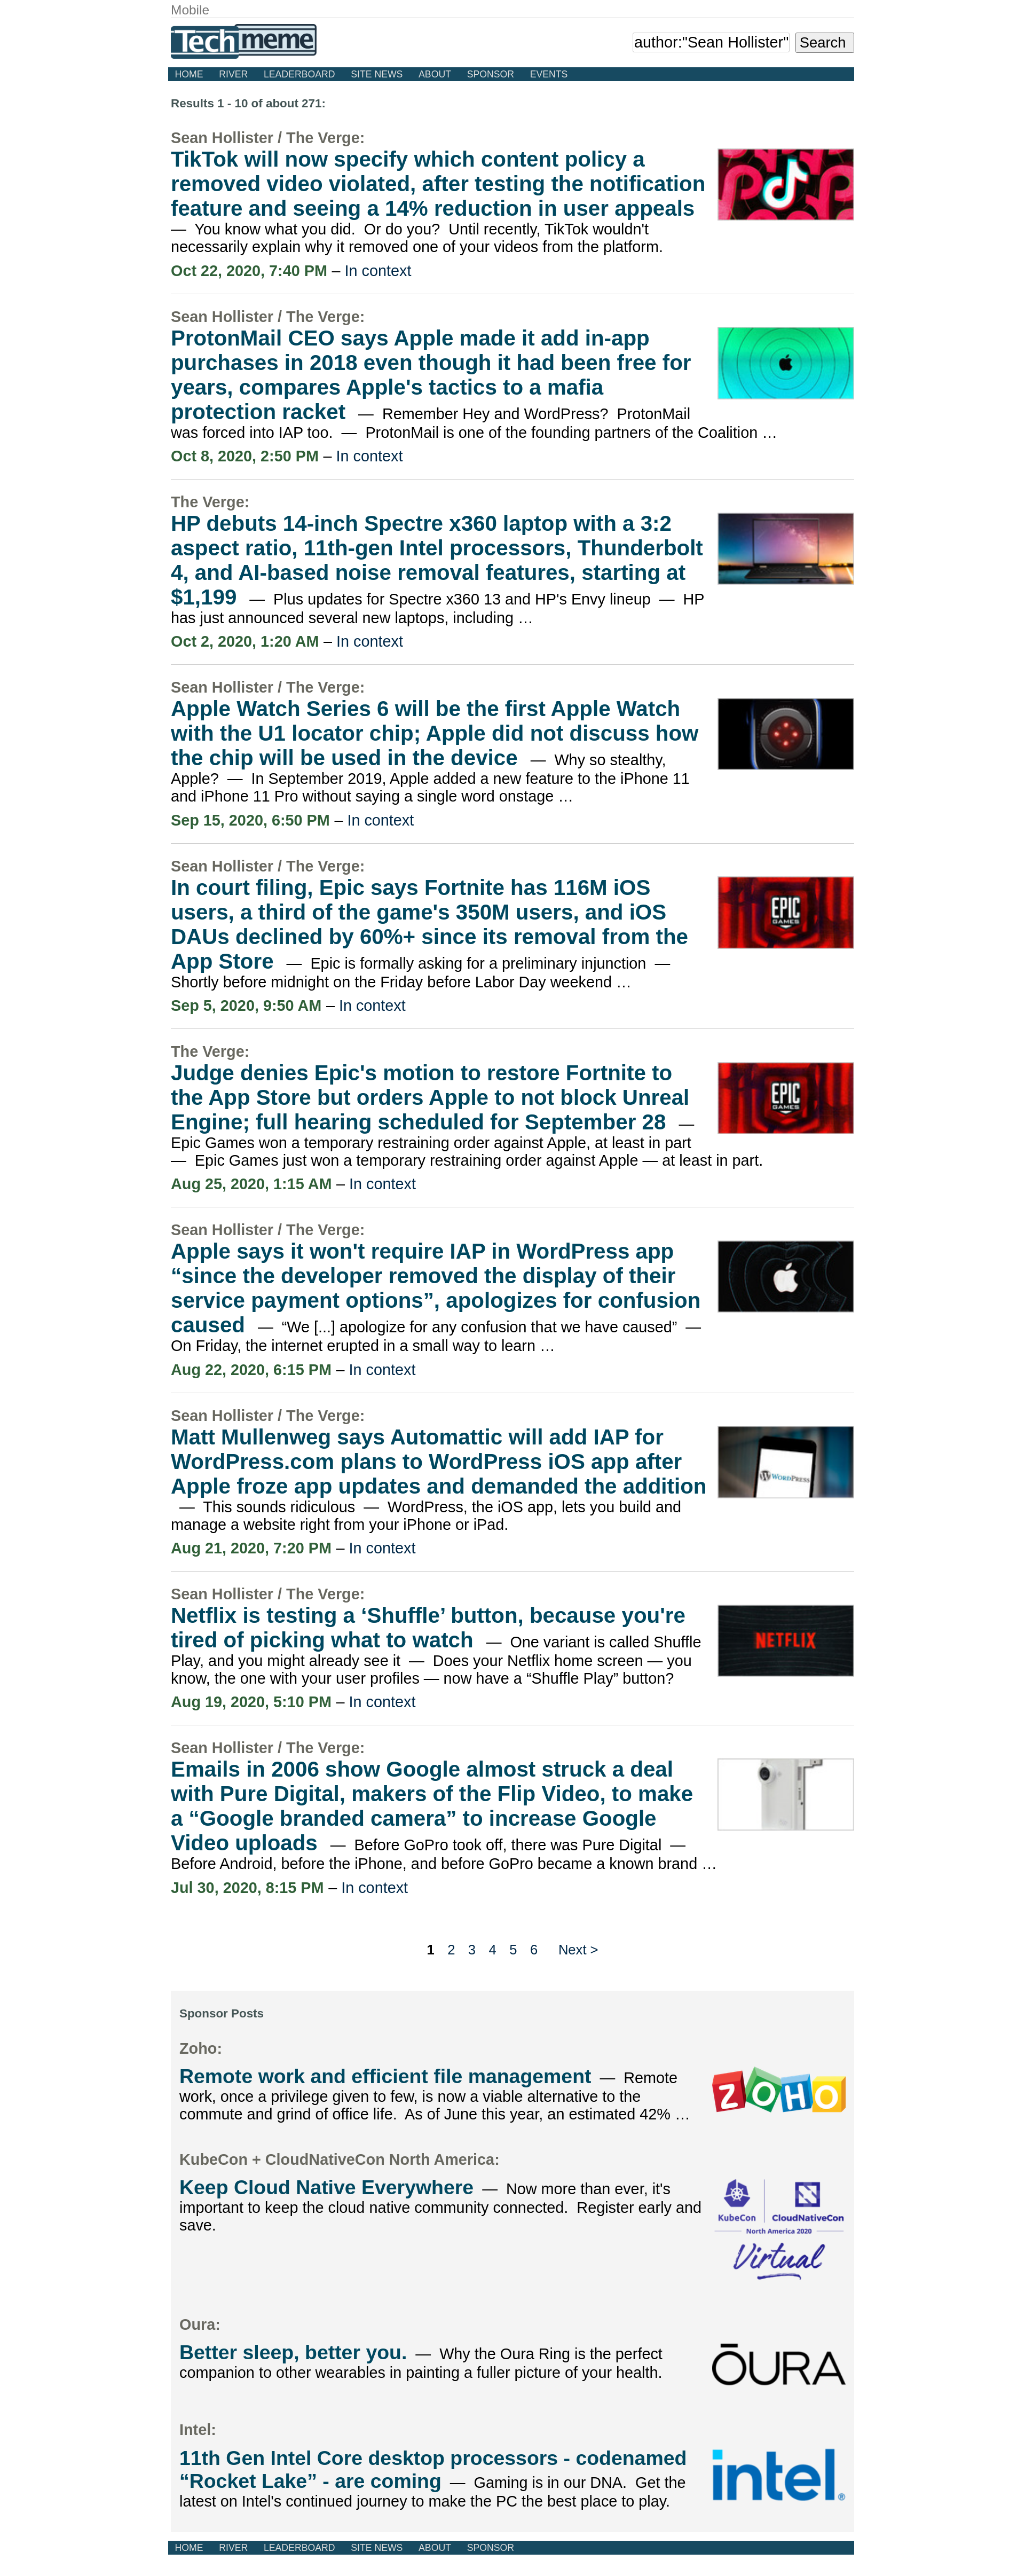 Mobile
Techmeme
author:"Sean Hollister"
Search
HOME RIVER LEADERBOARD SITE NEWS ABOUT SPONSOR EVENTS
Results 1 - 10 of about 271:
Sean Hollister / The Verge:
TikTok will now specify which content policy a
removed video violated, after testing the notification
feature and seeing a 14% reduction in user appeals
— You know what you did. Or do you? Until recently, TikTok wouldn't
necessarily explain why it removed one of your videos from the platform.
Oct 22, 2020, 7:40 PM – In context
Sean Hollister / The Verge:
ProtonMail CEO says Apple made it add in-app
purchases in 2018 even though it had been free for
years, compares Apple's tactics to a mafia
protection racket — Remember Hey and WordPress? ProtonMail
was forced into IAP too. — ProtonMail is one of the founding partners of the Coalition …
Oct 8, 2020, 2:50 PM – In context
The Verge:
HP debuts 14-inch Spectre x360 laptop with a 3:2
aspect ratio, 11th-gen Intel processors, Thunderbolt
4, and AI-based noise removal features, starting at
$1,199 — Plus updates for Spectre x360 13 and HP's Envy lineup — HP
has just announced several new laptops, including …
Oct 2, 2020, 1:20 AM – In context
Sean Hollister / The Verge:
Apple Watch Series 6 will be the first Apple Watch
with the U1 locator chip; Apple did not discuss how
the chip will be used in the device — Why so stealthy,
Apple? — In September 2019, Apple added a new feature to the iPhone 11
and iPhone 11 Pro without saying a single word onstage …
Sep 15, 2020, 6:50 PM – In context
Sean Hollister / The Verge:
In court filing, Epic says Fortnite has 116M iOS
users, a third of the game's 350M users, and iOS
DAUs declined by 60%+ since its removal from the
App Store — Epic is formally asking for a preliminary injunction —
Shortly before midnight on the Friday before Labor Day weekend …
EPIC
GAMES
Sep 5, 2020, 9:50 AM – In context
The Verge:
Judge denies Epic's motion to restore Fortnite to
the App Store but orders Apple to not block Unreal
Engine; full hearing scheduled for September 28 —
Epic Games won a temporary restraining order against Apple, at least in part
— Epic Games just won a temporary restraining order against Apple — at least in part.
EPIC
GAMES
Aug 25, 2020, 1:15 AM – In context
Sean Hollister / The Verge:
Apple says it won't require IAP in WordPress app
“since the developer removed the display of their
service payment options”, apologizes for confusion
caused — “We [...] apologize for any confusion that we have caused” —
On Friday, the internet erupted in a small way to learn …
Aug 22, 2020, 6:15 PM – In context
Sean Hollister / The Verge:
Matt Mullenweg says Automattic will add IAP for
WordPress.com plans to WordPress iOS app after
Apple froze app updates and demanded the addition
— This sounds ridiculous — WordPress, the iOS app, lets you build and
manage a website right from your iPhone or iPad.
WORDPRESS
Aug 21, 2020, 7:20 PM – In context
Sean Hollister / The Verge:
Netflix is testing a ‘Shuffle’ button, because you're
tired of picking what to watch — One variant is called Shuffle
Play, and you might already see it — Does your Netflix home screen — you
know, the one with your user profiles — now have a “Shuffle Play” button?
NETFLIX
Aug 19, 2020, 5:10 PM – In context
Sean Hollister / The Verge:
Emails in 2006 show Google almost struck a deal
with Pure Digital, makers of the Flip Video, to make
a “Google branded camera” to increase Google
Video uploads — Before GoPro took off, there was Pure Digital —
Before Android, before the iPhone, and before GoPro became a known brand …
Jul 30, 2020, 8:15 PM – In context
1 2 3 4 5 6 Next >
Sponsor Posts
Zoho:
Remote work and efficient file management — Remote
work, once a privilege given to few, is now a viable alternative to the
commute and grind of office life. As of June this year, an estimated 42% …
ZOHO
KubeCon + CloudNativeCon North America:
Keep Cloud Native Everywhere — Now more than ever, it's
important to keep the cloud native community connected. Register early and
save.
KubeCon CloudNativeCon
North America 2020
Virtual
Oura:
Better sleep, better you. — Why the Oura Ring is the perfect
companion to other wearables in painting a fuller picture of your health.
ŌURA
Intel:
11th Gen Intel Core desktop processors - codenamed
“Rocket Lake” - are coming — Gaming is in our DNA. Get the
latest on Intel's continued journey to make the PC the best place to play.
intel®
HOME RIVER LEADERBOARD SITE NEWS ABOUT SPONSOR